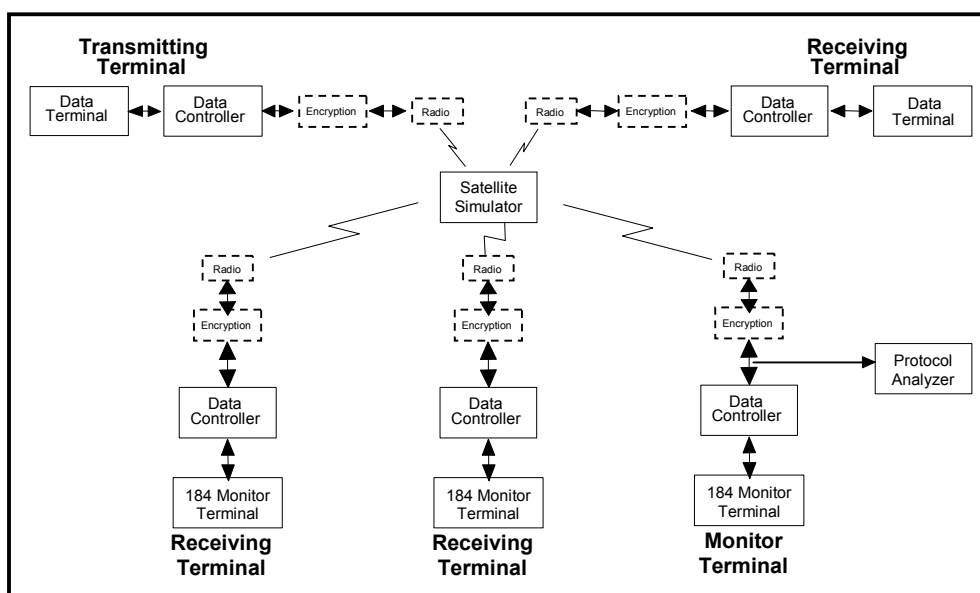 Transmitting
Terminal
Receiving
Terminal
Data
Terminal
Data
Controller
Encryption
Radio
Radio
Encryption
Data
Controller
Data
Terminal
Satellite
Simulator
Radio
Encryption
Data
Controller
184 Monitor
Terminal
Receiving
Terminal
Radio
Encryption
Data
Controller
184 Monitor
Terminal
Receiving
Terminal
Radio
Encryption
Protocol
Analyzer
Data
Controller
184 Monitor
Terminal
Monitor
Terminal